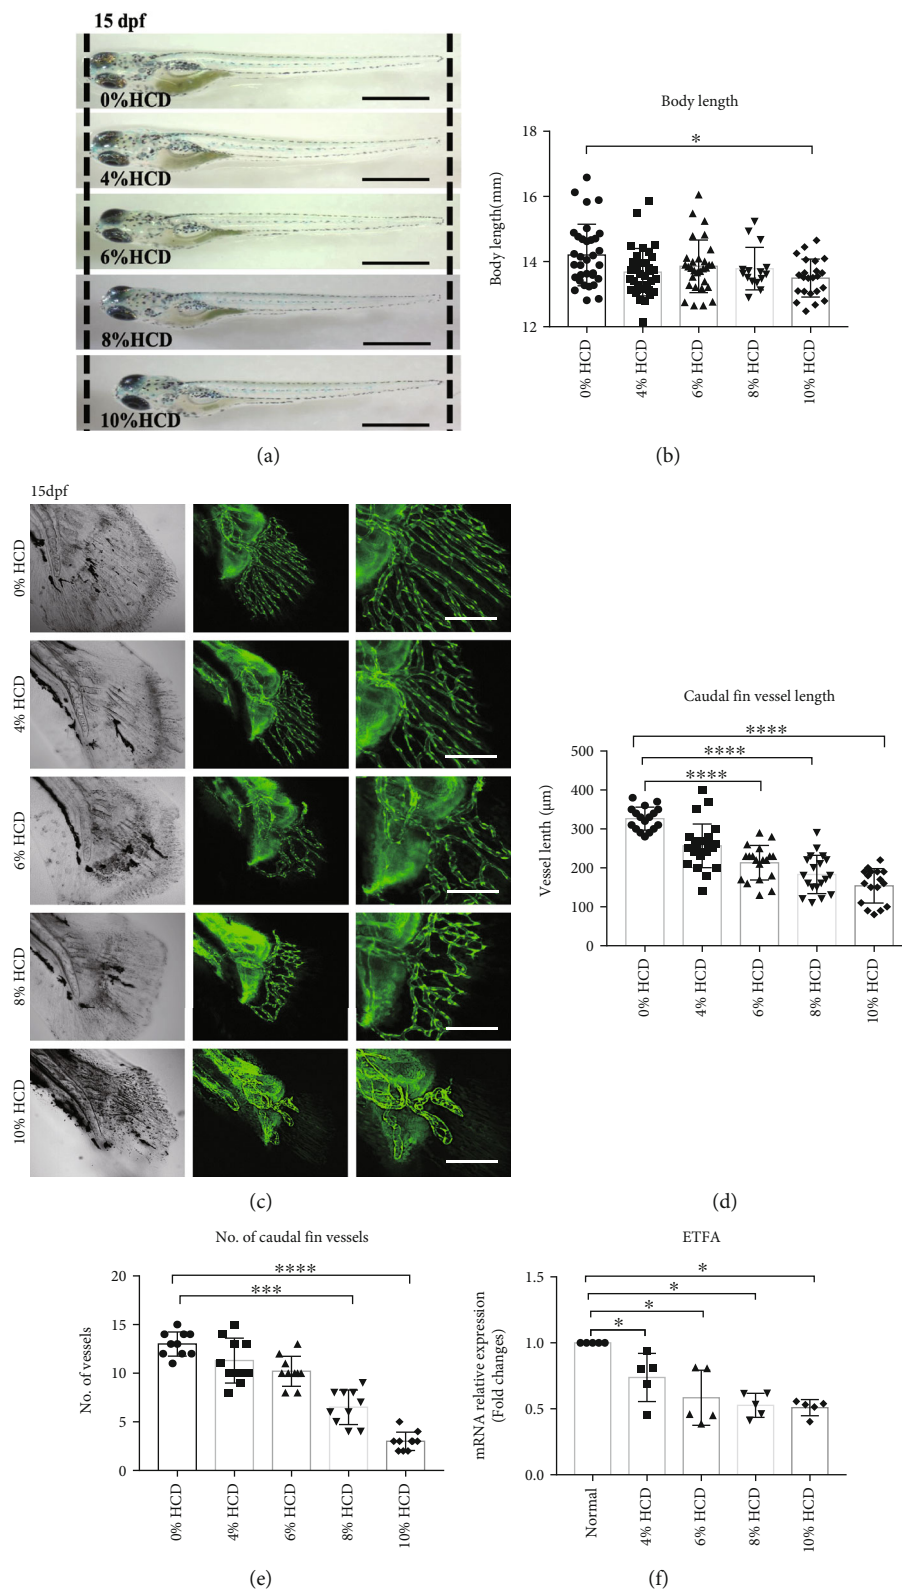 15 dpf
0%HCD
4%HCD
6%HCD
8%HCD
10%HCD
(a)
Body length
*
Body length(mm)
18
16
14
12
0% HCD
4% HCD
6% HCD
8% HCD
10% HCD
(b)
15dpf
0% HCD
4% HCD
6% HCD
8% HCD
10% HCD
(c)
Caudal fin vessel length
****
****
****
Vessel lenth (μm)
500
400
300
200
100
0
0% HCD
4% HCD
6% HCD
8% HCD
10% HCD
(d)
No. of caudal fin vessels
****
***
No. of vessels
20
15
10
5
0
0% HCD
4% HCD
6% HCD
8% HCD
10% HCD
(e)
ETFA
*
*
*
*
mRNA relative expression
(Fold changes)
1.5
1.0
0.5
0.0
Normal
4% HCD
6% HCD
8% HCD
10% HCD
(f)